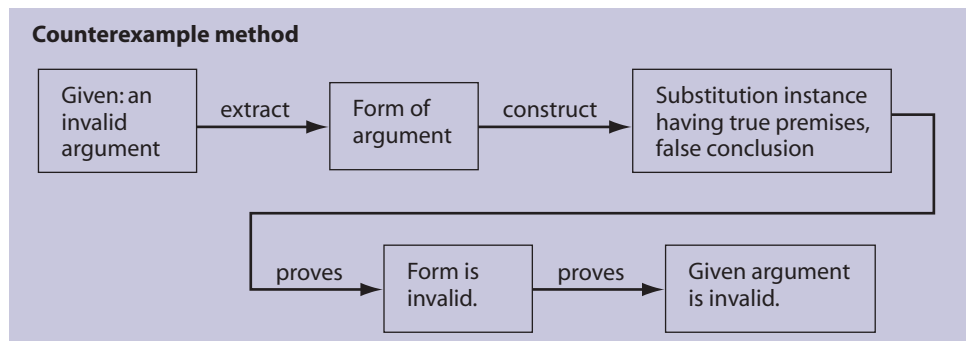 Counterexample method
Given: an
invalid
argument
extract
Form of
argument
construct
Substitution instance
having true premises,
false conclusion
proves
Form is
invalid.
proves
Given argument
is invalid.